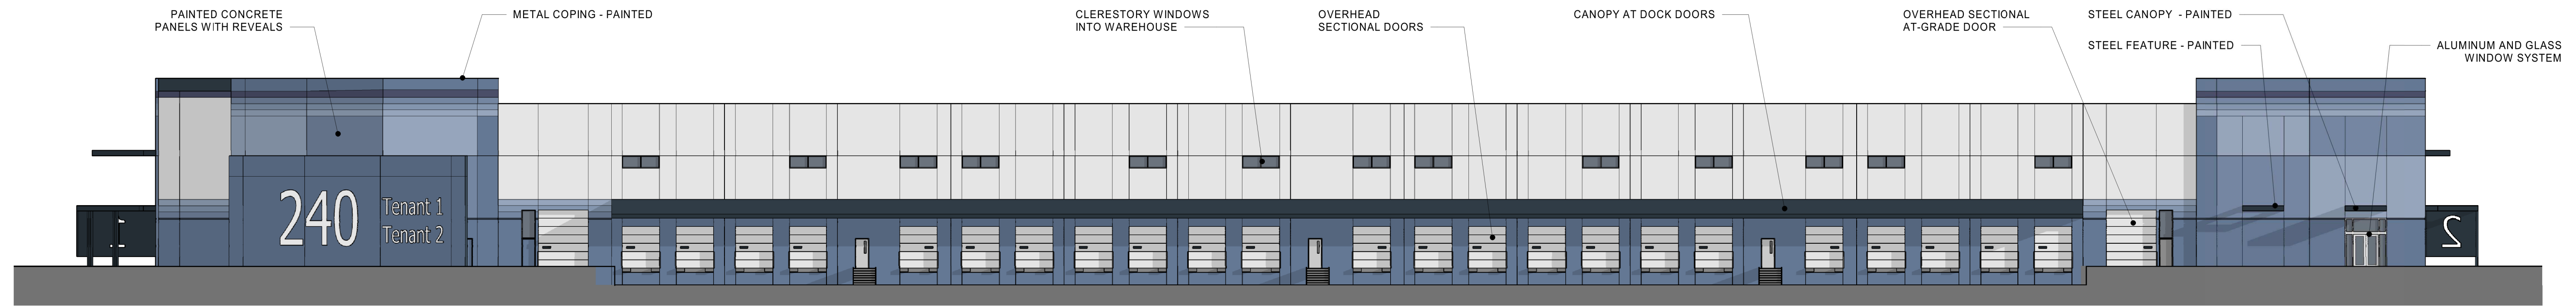 PAINTED CONCRETE
PANELS WITH REVEALS
METAL COPING - PAINTED
CLERESTORY WINDOWS
INTO WAREHOUSE
OVERHEAD
SECTIONAL DOORS
CANOPY AT DOCK DOORS
OVERHEAD SECTIONAL
AT-GRADE DOOR
STEEL CANOPY - PAINTED
STEEL FEATURE - PAINTED
ALUMINUM AND GLASS
WINDOW SYSTEM
240
Tenant 1
Tenant 2
2